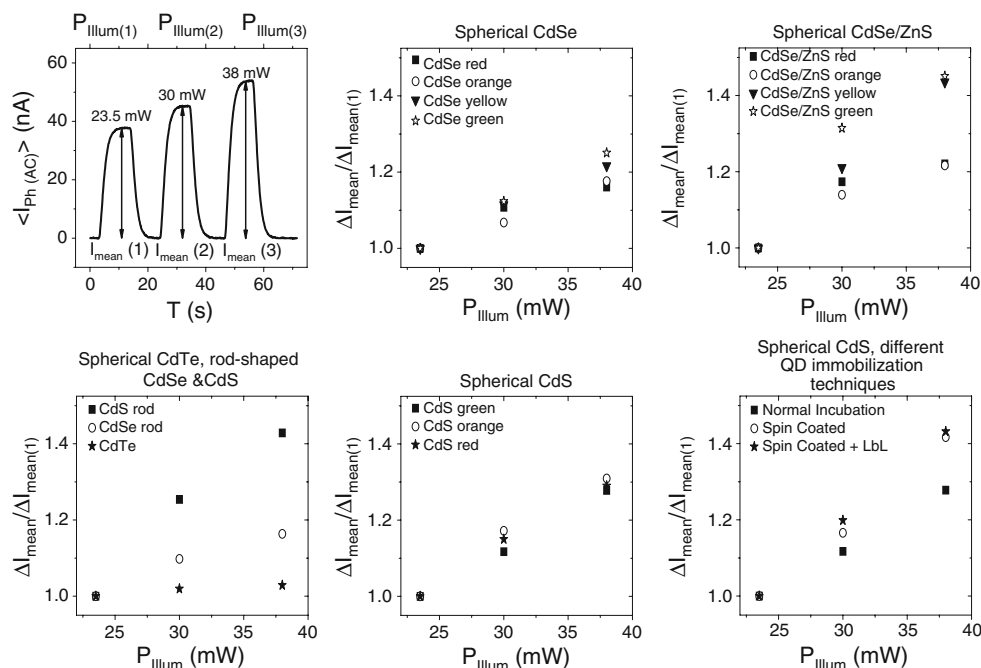 P_Illum(1) P_Illum(2) P_Illum(3)
60
40
20
0
<I_Ph (AC)> (nA)
23.5 mW
30 mW
38 mW
I_mean (1) I_mean (2) I_mean (3)
0 20 40 60
T (s)
Spherical CdSe
CdSe red
CdSe orange
CdSe yellow
CdSe green
1.4
1.2
1.0
ΔI_mean/ΔI_mean(1)
25 30 35 40
P_Illum (mW)
Spherical CdSe/ZnS
CdSe/ZnS red
CdSe/ZnS orange
CdSe/ZnS yellow
CdSe/ZnS green
1.4
1.2
1.0
ΔI_mean/ΔI_mean(1)
25 30 35 40
P_Illum (mW)
Spherical CdTe, rod-shaped
CdSe &CdS
CdS rod
CdSe rod
CdTe
1.4
1.2
1.0
ΔI_mean/ΔI_mean(1)
25 30 35 40
P_Illum (mW)
Spherical CdS
CdS green
CdS orange
CdS red
1.4
1.2
1.0
ΔI_mean/ΔI_mean(1)
25 30 35 40
P_Illum (mW)
Spherical CdS, different
QD immobilization
techniques
Normal Incubation
Spin Coated
Spin Coated + LbL
1.4
1.2
1.0
ΔI_mean/ΔI_mean(1)
25 30 35 40
P_Illum (mW)